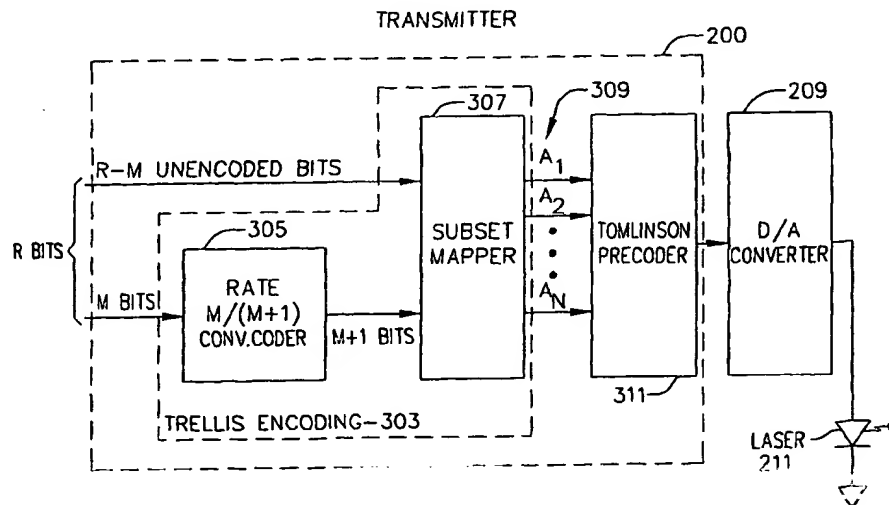 TRANSMITTER
200
307
309
209
R-M UNENCODED BITS
A1
A2
AN
305
R BITS
SUBSET
MAPPER
TOMLINSON
PRECODER
D/A
CONVERTER
M BITS
RATE
M/(M+1)
CONV.CODER
M+1 BITS
311
TRELLIS ENCODING-303
LASER
211